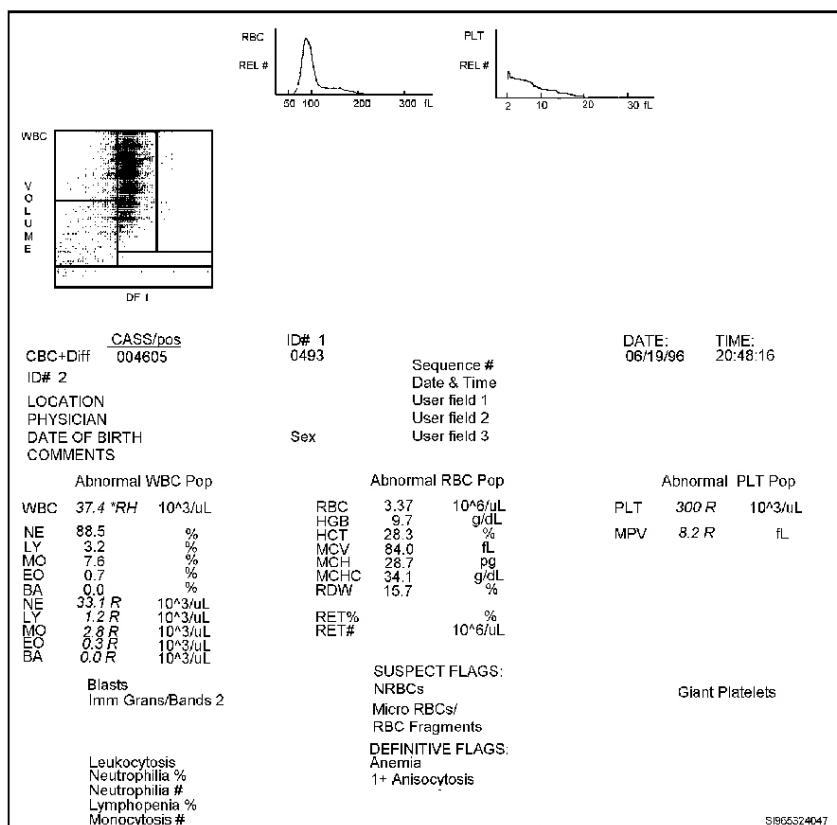 RBC
REL #
50 100 200 300 fL
PLT
REL #
2 10 20 30 fL
WBC
VOLUME
DF 1
CASS/pos ID# 1 DATE: TIME:
CBC+Diff 004605 0493 06/19/96 20:48:16
ID# 2 Sequence #
Date & Time
LOCATION User field 1
PHYSICIAN User field 2
DATE OF BIRTH Sex User field 3
COMMENTS
Abnormal WBC Pop
WBC 37.4 *RH 10^3/uL
NE 88.5 %
LY 3.2 %
MO 7.6 %
EO 0.7 %
BA 0.0 %
NE 33.1 R 10^3/uL
LY 1.2 R 10^3/uL
MO 2.8 R 10^3/uL
EO 0.3 R 10^3/uL
BA 0.0 R 10^3/uL
Abnormal RBC Pop
RBC 3.37 10^6/uL
HGB 9.7 g/dL
HCT 28.3 %
MCV 84.0 fL
MCH 28.7 pg
MCHC 34.1 g/dL
RDW 15.7 %
RET% %
RET# 10^6/uL
Abnormal PLT Pop
PLT 300 R 10^3/uL
MPV 8.2 R fL
SUSPECT FLAGS:
Blasts
Imm Grans/Bands 2
NRBCs
Micro RBCs/
RBC Fragments
Giant Platelets
DEFINITIVE FLAGS:
Leukocytosis
Neutrophilia %
Neutrophilia #
Lymphopenia %
Monocytosis #
Anemia
1+ Anisocytosis
SI965324047